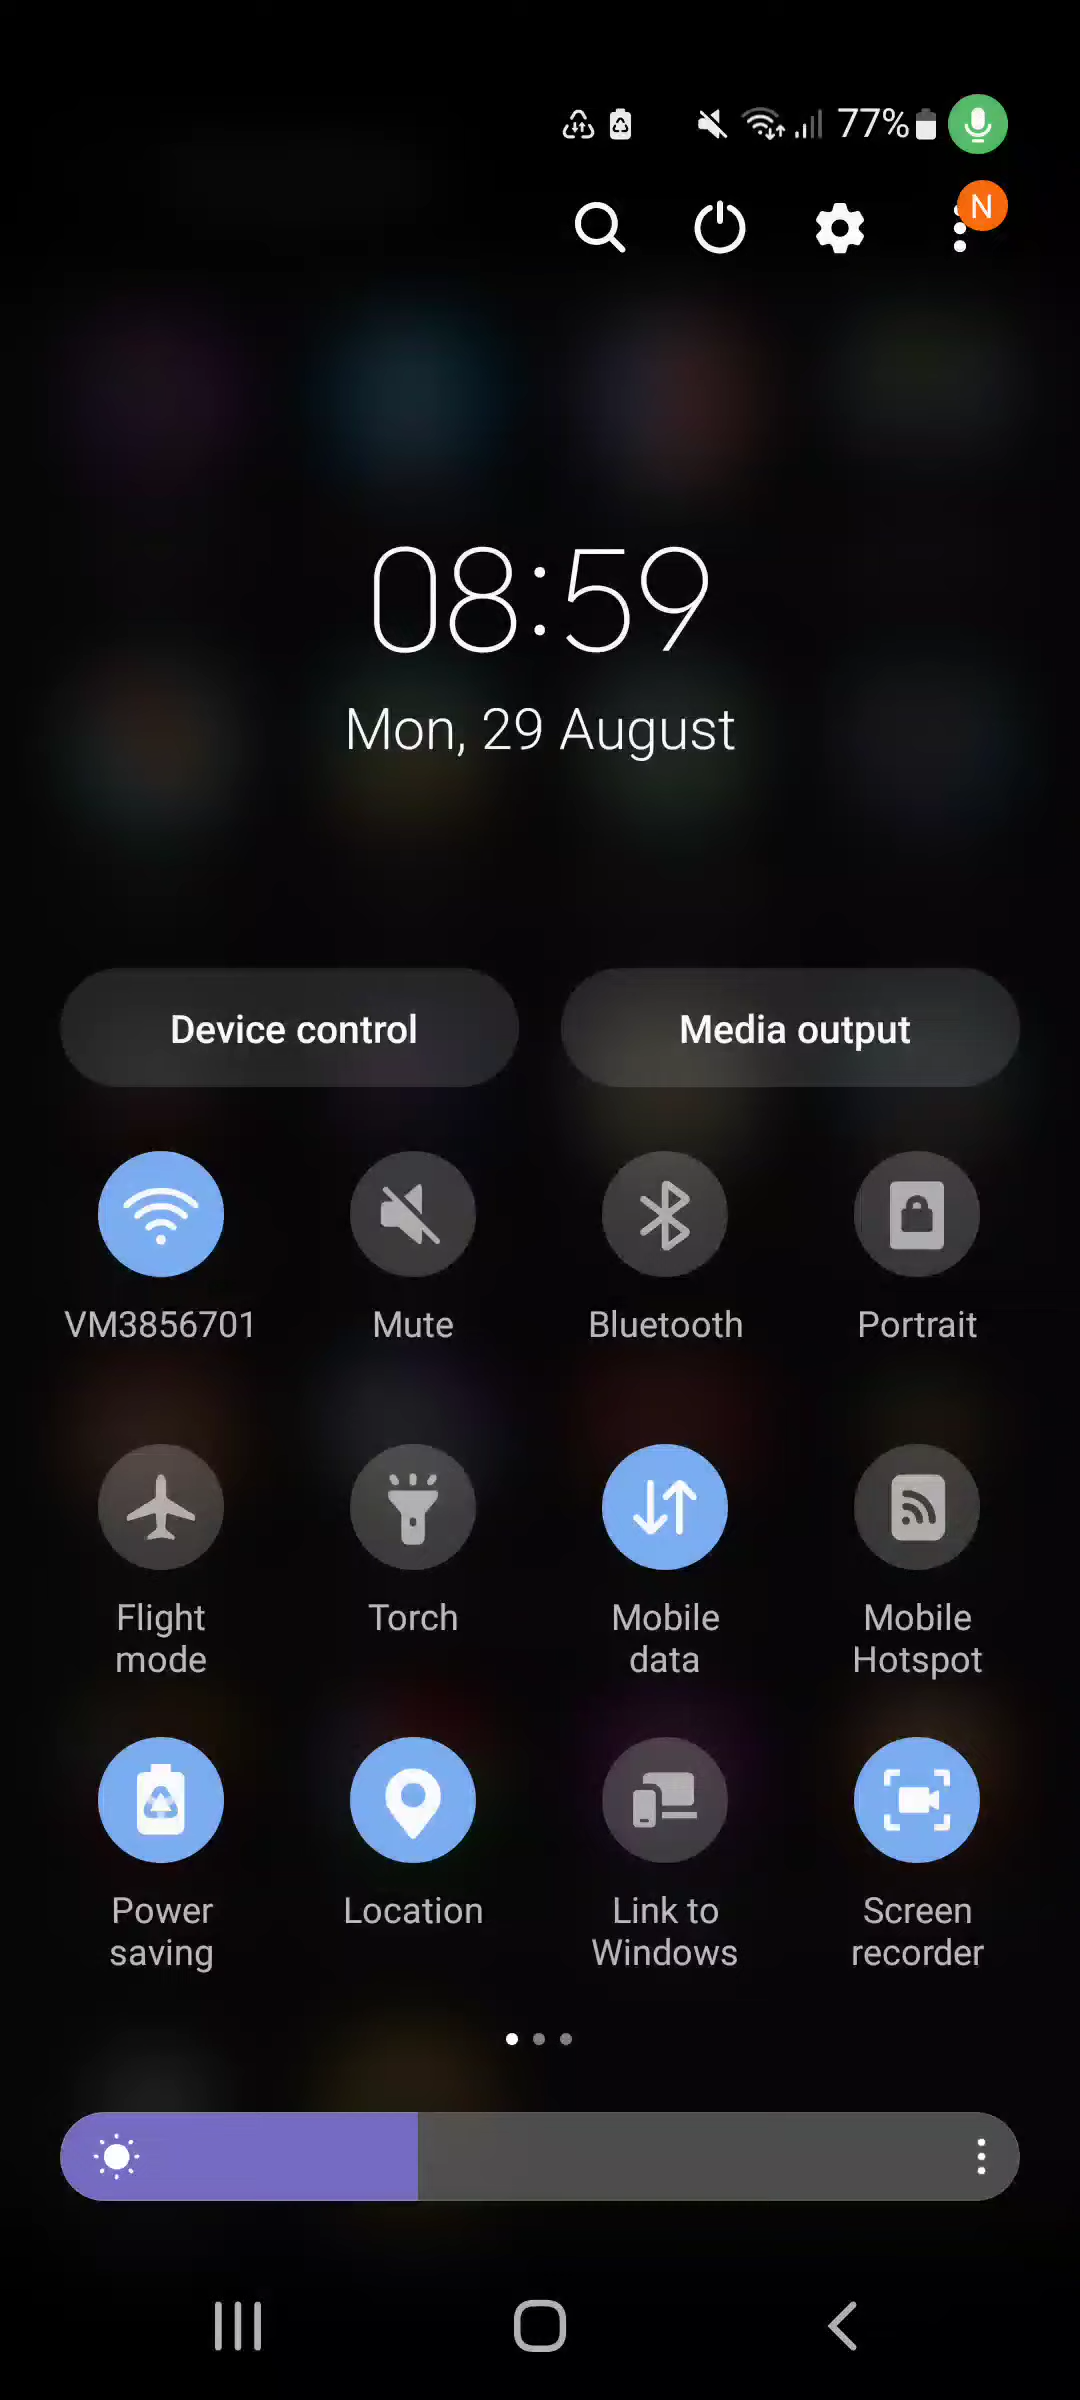 77%
N
08:59
Mon, 29 August
Device control
Media output
VM3856701
Mute
Bluetooth
Portrait
Flight
mode
Torch
Mobile
data
Mobile
Hotspot
Power
saving
Location
Link to
Windows
Screen
recorder